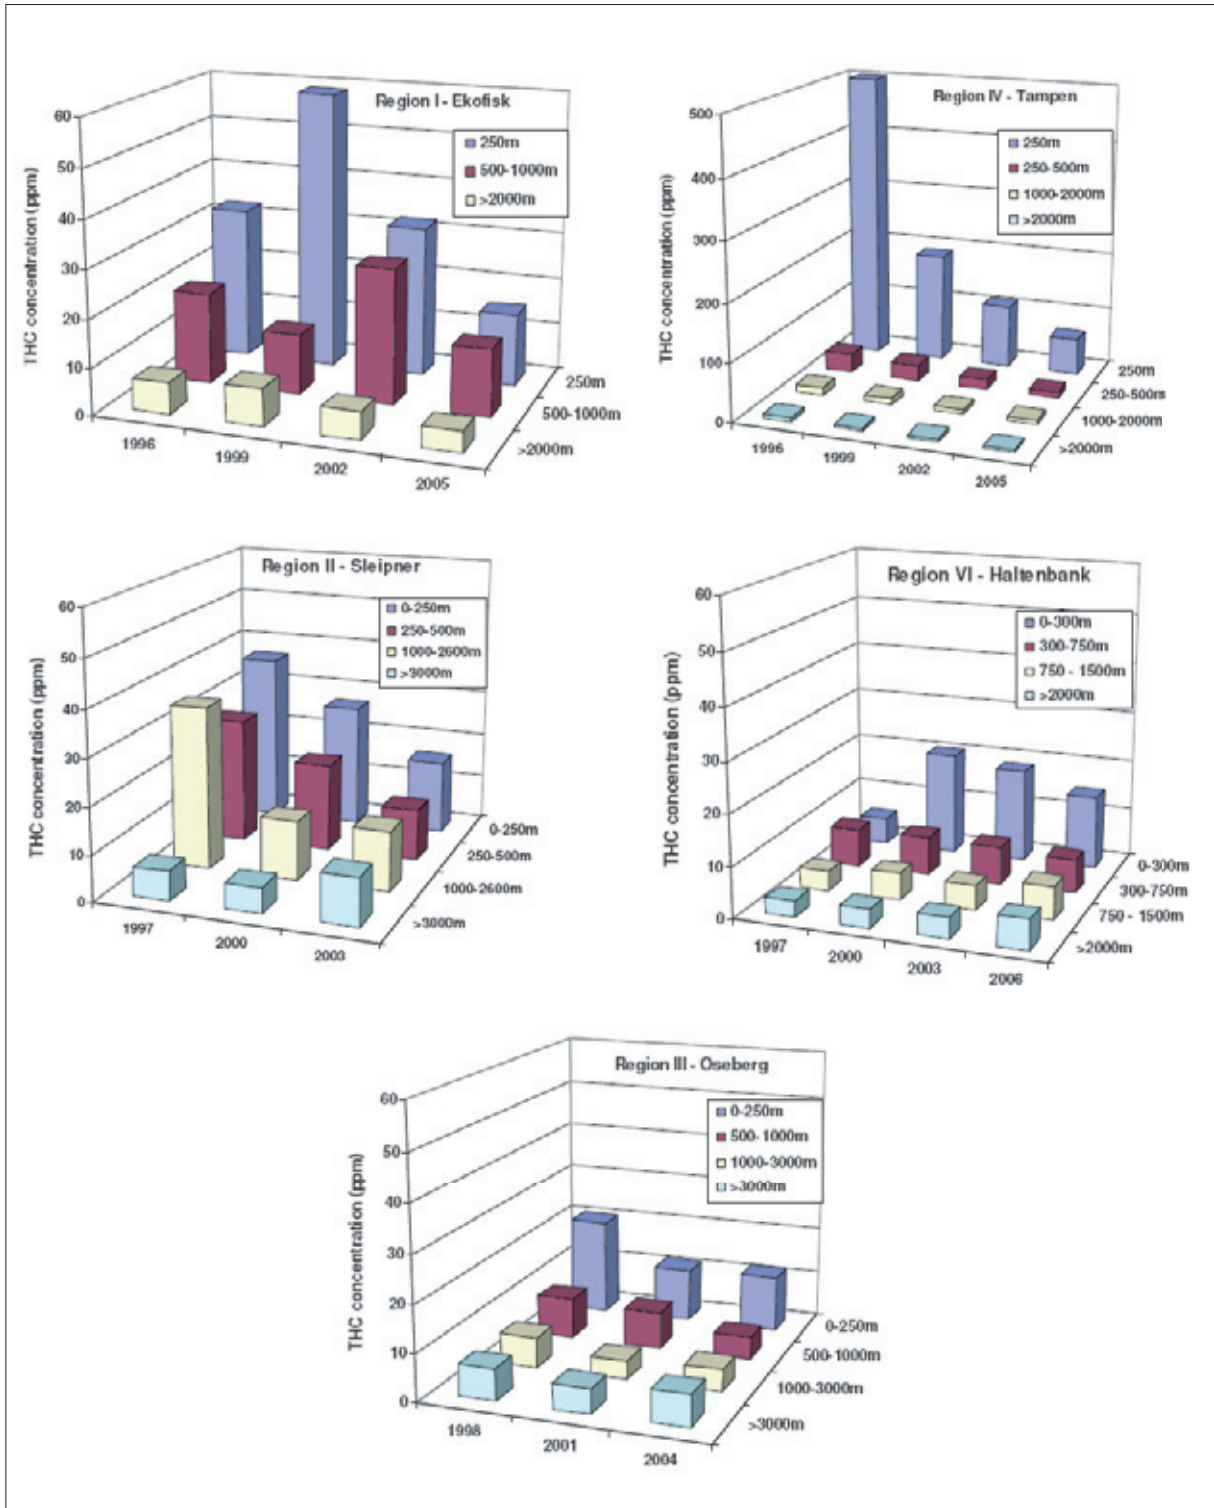 Region I - Ekofisk
250m
500-1000m
>2000m
THC concentration (ppm)
60
50
40
30
20
10
0
1996
1999
2002
2005
250m
500-1000m
>2000m
Region IV - Tampen
250m
250-500m
1000-2000m
>2000m
THC concentration (ppm)
500
400
300
200
100
0
1996
1999
2002
2005
250m
250-500m
1000-2000m
>2000m
Region II - Sleipner
0-250m
250-500m
1000-2600m
>3000m
THC concentration (ppm)
60
50
40
30
20
10
0
1997
2000
2003
0-250m
250-500m
1000-2600m
>3000m
Region VI - Haltenbank
0-300m
300-750m
750 - 1500m
>2000m
THC concentration (ppm)
60
50
40
30
20
10
0
1997
2000
2003
2006
0-300m
300-750m
750 - 1500m
>2000m
Region III - Oseberg
0-250m
500-1000m
1000-3000m
>3000m
THC concentration (ppm)
60
50
40
30
20
10
0
1998
2001
2004
0-250m
500-1000m
1000-3000m
>3000m